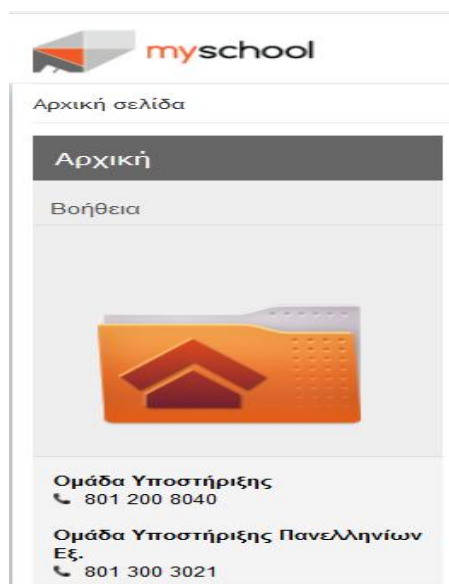 myschool
Αρχική σελίδα
Αρχική
Βοήθεια
Ομάδα Υποστήριξης
801 200 8040
Ομάδα Υποστήριξης Πανελληνίων
Εξ.
801 300 3021